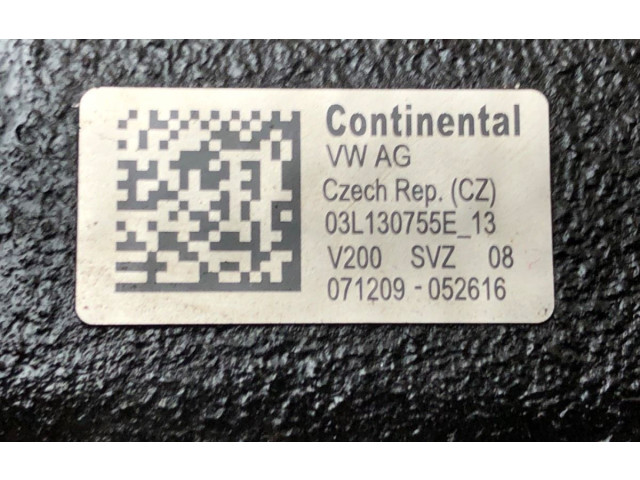 Continental
VW AG
Czech Rep. (CZ)
03L130755E_13
V200 SVZ 08
071209 - 052616